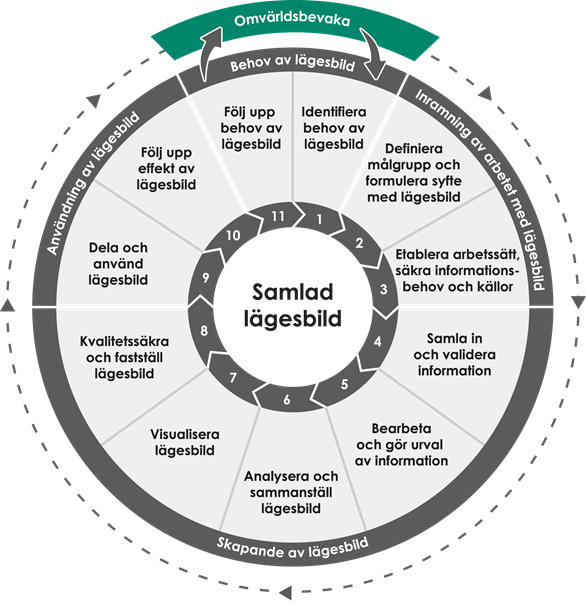 Omvärldsbevaka
Behov av lägesbild
Inramning av arbetet med lägesbild
Skapande av lägesbild
Användning av lägesbild
Identifiera
behov av
lägesbild
Definiera
målgrupp och
formulera syfte
med lägesbild
Etablera arbetssätt,
säkra informations-
behov och källor
Samla in
och validera
information
Bearbeta
och gör urval
av information
Analysera och
sammanställ
lägesbild
Visualisera
lägesbild
Kvalitetssäkra
och fastställ
lägesbild
Dela och
använd
lägesbild
Följ upp
effekt av
lägesbild
Följ upp
behov av
lägesbild
1
2
3
4
5
6
7
8
9
10
11
Samlad
lägesbild